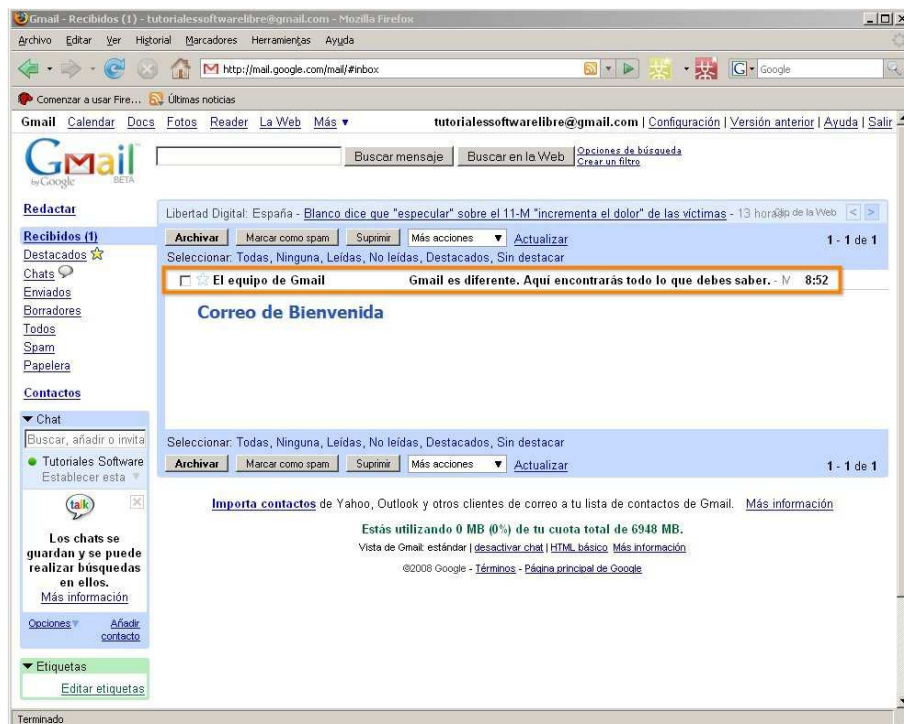 Gmail - Recibidos (1) - tutorialessoftwarelibre@gmail.com - Mozilla Firefox
Archivo Editar Ver Historial Marcadores Herramientas Ayuda
http://mail.google.com/mail/#inbox
G Google
Comenzar a usar Fire... Últimas noticias
Gmail Calendar Docs Fotos Reader La Web Más ▼ tutorialessoftwarelibre@gmail.com | Configuración | Versión anterior | Ayuda | Salir
Gmail
by Google BETA
Buscar mensaje Buscar en la Web Opciones de búsqueda
Crear un filtro
Redactar
Recibidos (1)
Destacados
Chats
Enviados
Borradores
Todos
Spam
Papelera
Contactos
Chat
Buscar, añadir o invita
Tutoriales Software
Establecer esta
talk
Los chats se
guardan y se puede
realizar búsquedas
en ellos.
Más información
Opciones Añadir
contacto
Etiquetas
Editar etiquetas
Libertad Digital: España - Blanco dice que "especular" sobre el 11-M "incrementa el dolor" de las víctimas - 13 Clip de la Web < >
Archivar Marcar como spam Suprimir Más acciones ▼ Actualizar 1 - 1 de 1
Seleccionar: Todas, Ninguna, Leídas, No leídas, Destacados, Sin destacar
El equipo de Gmail Gmail es diferente. Aquí encontrarás todo lo que debes saber. - M 8:52
Correo de Bienvenida
Seleccionar: Todas, Ninguna, Leídas, No leídas, Destacados, Sin destacar
Archivar Marcar como spam Suprimir Más acciones ▼ Actualizar 1 - 1 de 1
Importa contactos de Yahoo, Outlook y otros clientes de correo a tu lista de contactos de Gmail. Más información
Estás utilizando 0 MB (0%) de tu cuota total de 6948 MB.
Vista de Gmail: estándar | desactivar chat | HTML básico Más información
©2008 Google - Términos - Página principal de Google
Terminado